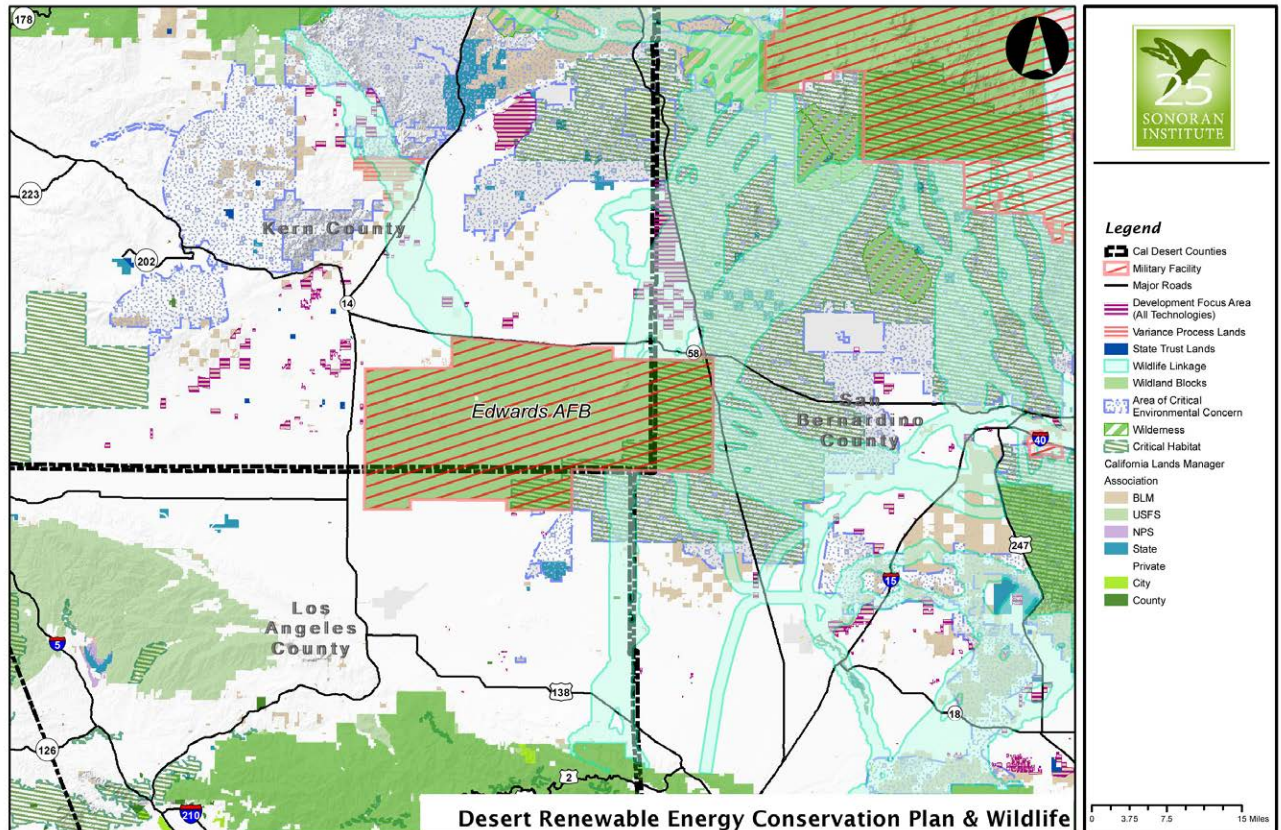 178
223
Kern County
202
14
58
Edwards AFB
San
Bernardino
County
40
247
15
Los
Angeles
County
5
138
18
126
2
210
Desert Renewable Energy Conservation Plan & Wildlife
25
SONORAN
INSTITUTE
Legend
Cal Desert Counties
Military Facility
Major Roads
Development Focus Area
(All Technologies)
Variance Process Lands
State Trust Lands
Wildlife Linkage
Wildland Blocks
Area of Critical
Environmental Concern
Wilderness
Critical Habitat
California Lands Manager
Association
BLM
USFS
NPS
State
Private
City
County
0 3.75 7.5 15 Miles